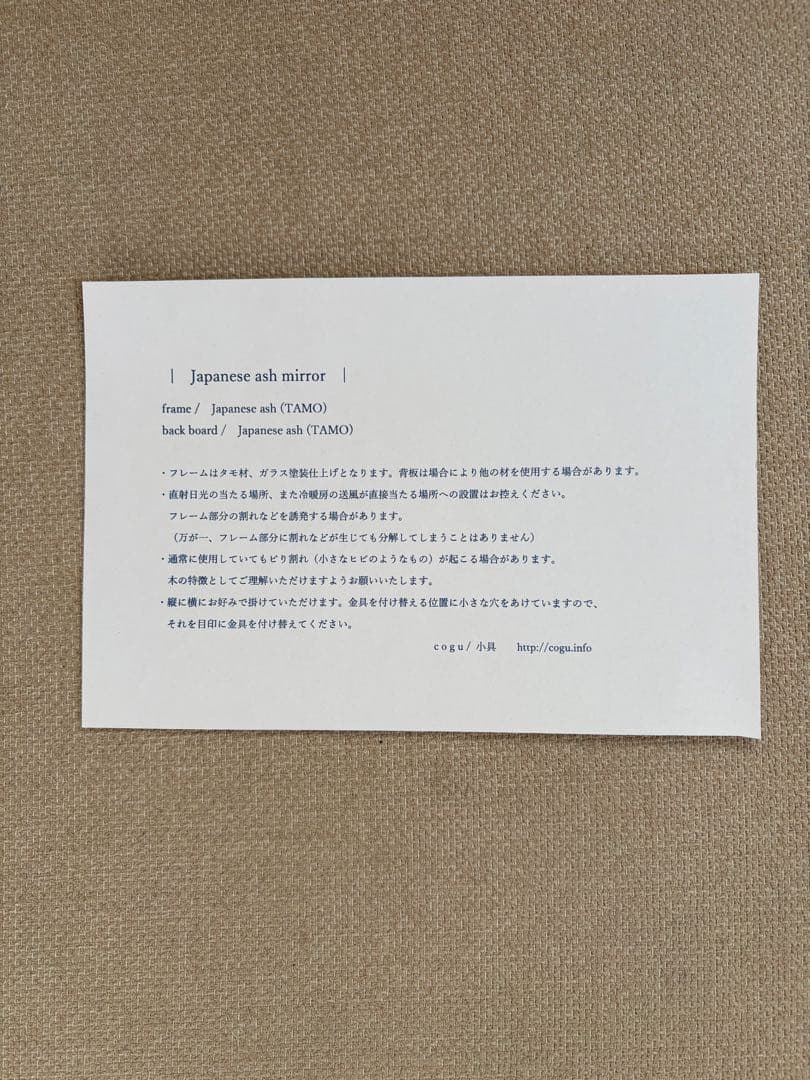 | Japanese ash mirror |
frame / Japanese ash (TAMO)
back board / Japanese ash (TAMO)
・フレームはタモ材、ガラス塗装仕上げとなります。背板は場合により他の材を使用する場合があります。
・直射日光の当たる場所、また冷暖房の送風が直接当たる場所への設置はお控えください。
フレーム部分の割れなどを誘発する場合があります。
（万が一、フレーム部分に割れなどが生じても分解してしまうことはありません）
・通常に使用していてもピリ割れ（小さなヒビのようなもの）が起こる場合があります。
木の特徴としてご理解いただけますようお願いいたします。
・縦に横にお好みで掛けていただけます。金具を付け替える位置に小さな穴をあけていますので、
それを目印に金具を付け替えてください。
cogu / 小具 http://cogu.info